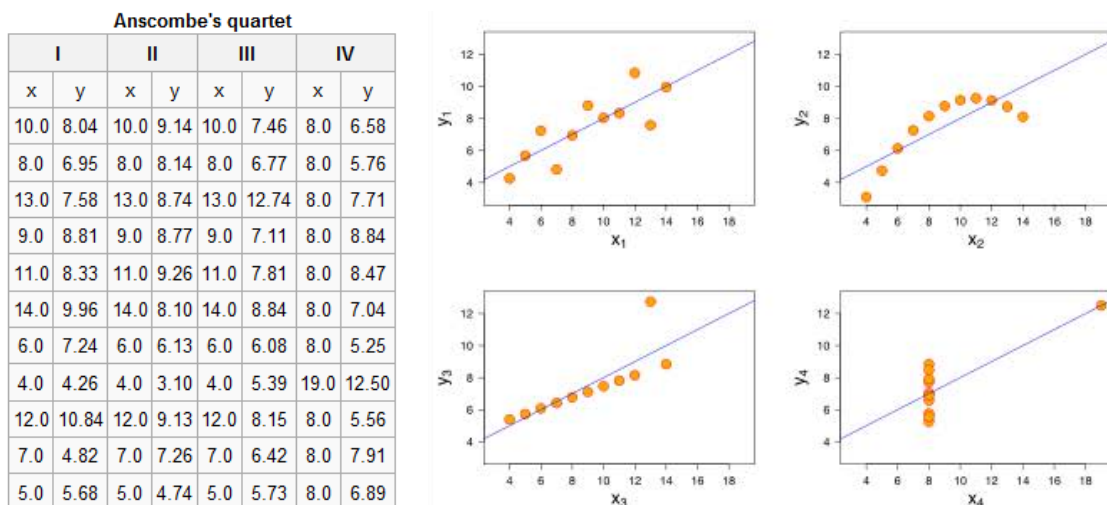 Anscombe's quartet
I II III IV
x y x y x y x y
10.0 8.04 10.0 9.14 10.0 7.46 8.0 6.58
8.0 6.95 8.0 8.14 8.0 6.77 8.0 5.76
13.0 7.58 13.0 8.74 13.0 12.74 8.0 7.71
9.0 8.81 9.0 8.77 9.0 7.11 8.0 8.84
11.0 8.33 11.0 9.26 11.0 7.81 8.0 8.47
14.0 9.96 14.0 8.10 14.0 8.84 8.0 7.04
6.0 7.24 6.0 6.13 6.0 6.08 8.0 5.25
4.0 4.26 4.0 3.10 4.0 5.39 19.0 12.50
12.0 10.84 12.0 9.13 12.0 8.15 8.0 5.56
7.0 4.82 7.0 7.26 7.0 6.42 8.0 7.91
5.0 5.68 5.0 4.74 5.0 5.73 8.0 6.89
12
10
8
6
4
y1
4 6 8 10 12 14 16 18
x1
12
10
8
6
4
y2
4 6 8 10 12 14 16 18
x2
12
10
8
6
4
y3
4 6 8 10 12 14 16 18
x3
12
10
8
6
4
y4
4 6 8 10 12 14 16 18
x4